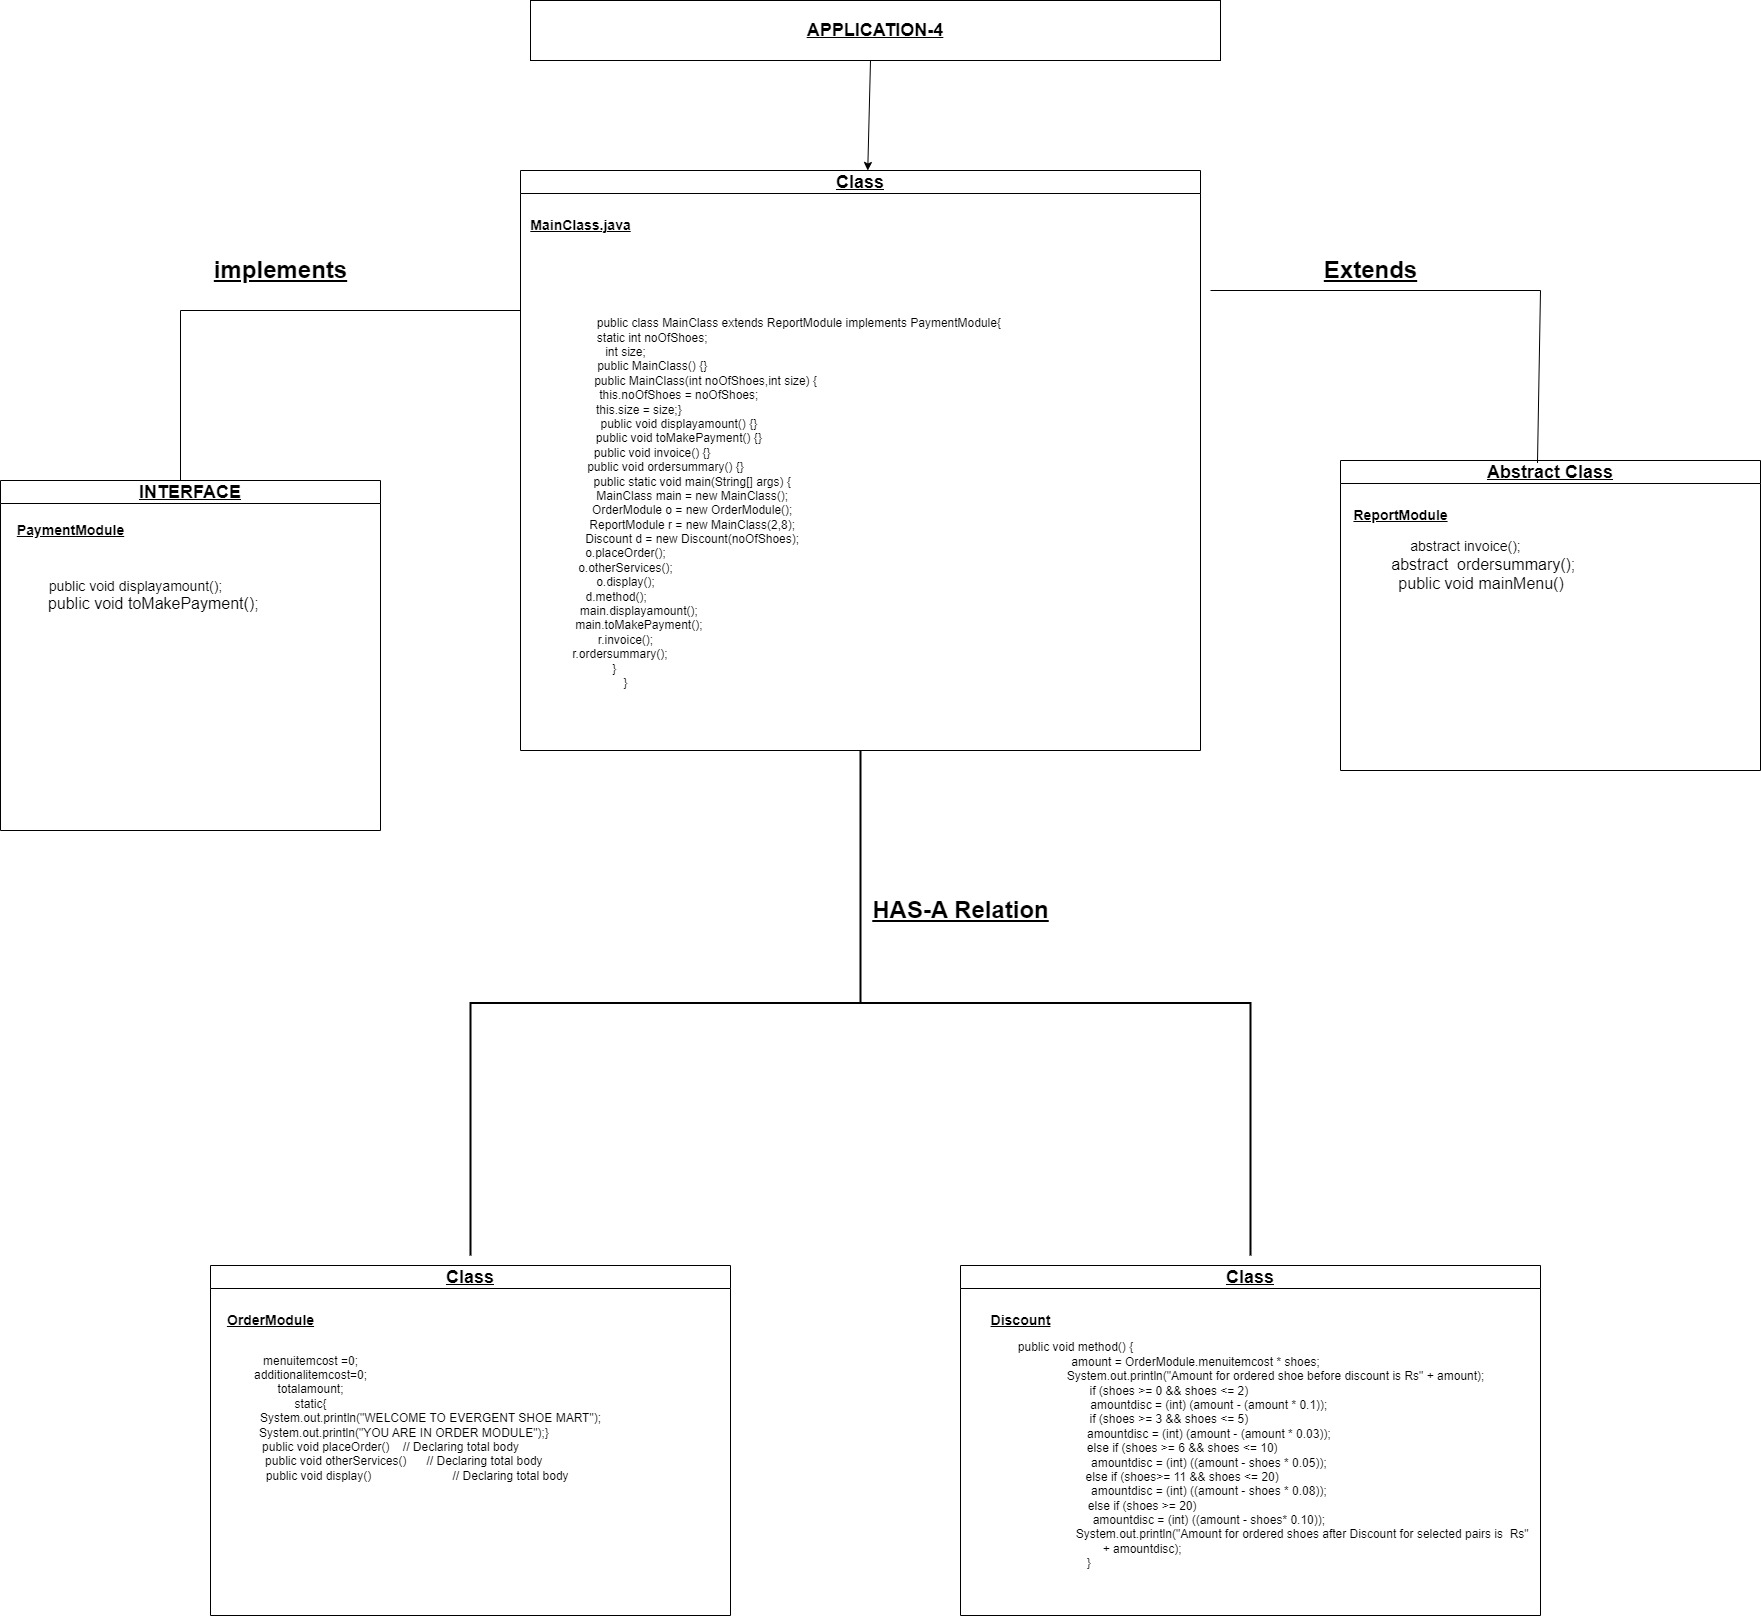 APPLICATION-4
Class
MainClass.java
public class MainClass extends ReportModule implements PaymentModule{
static int noOfShoes;
int size;
public MainClass() {}
public MainClass(int noOfShoes,int size) {
this.noOfShoes = noOfShoes;
this.size = size;}
public void displayamount() {}
public void toMakePayment() {}
public void invoice() {}
public void ordersummary() {}
public static void main(String[] args) {
MainClass main = new MainClass();
OrderModule o = new OrderModule();
ReportModule r = new MainClass(2,8);
Discount d = new Discount(noOfShoes);
o.placeOrder();
o.otherServices();
o.display();
d.method();
main.displayamount();
main.toMakePayment();
r.invoice();
r.ordersummary();
}
}
implements
Extends
INTERFACE
PaymentModule
public void displayamount();
public void toMakePayment();
Abstract Class
ReportModule
abstract invoice();
abstract  ordersummary();
public void mainMenu()
HAS-A Relation
Class
OrderModule
menuitemcost =0;
additionalitemcost=0;
totalamount;
static{
System.out.println("WELCOME TO EVERGENT SHOE MART");
System.out.println("YOU ARE IN ORDER MODULE");}
public void placeOrder()    // Declaring total body
public void otherServices()      // Declaring total body
public void display()                         // Declaring total body
Class
Discount
public void method() {
amount = OrderModule.menuitemcost * shoes;
System.out.println("Amount for ordered shoe before discount is Rs" + amount);
if (shoes >= 0 && shoes <= 2)
amountdisc = (int) (amount - (amount * 0.1));
if (shoes >= 3 && shoes <= 5)
amountdisc = (int) (amount - (amount * 0.03));
else if (shoes >= 6 && shoes <= 10)
amountdisc = (int) ((amount - shoes * 0.05));
else if (shoes>= 11 && shoes <= 20)
amountdisc = (int) ((amount - shoes * 0.08));
else if (shoes >= 20)
amountdisc = (int) ((amount - shoes* 0.10));
System.out.println("Amount for ordered shoes after Discount for selected pairs is  Rs"
+ amountdisc);
}